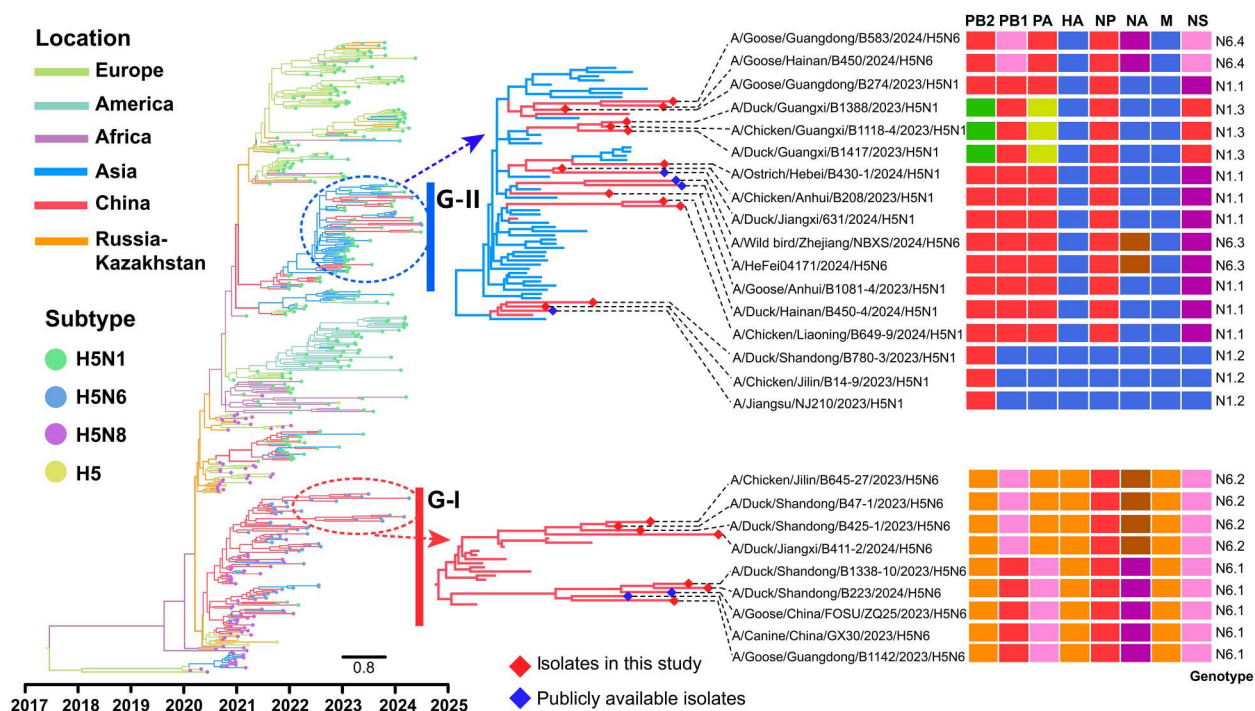 Location
Europe
America
Africa
Asia
China
Russia-
Kazakhstan
Subtype
H5N1
H5N6
H5N8
H5
G-II
G-I
0.8
2017 2018 2019 2020 2021 2022 2023 2024 2025
Isolates in this study
Publicly available isolates
PB2 PB1 PA HA NP NA M NS
A/Goose/Guangdong/B583/2024/H5N6 N6.4
A/Goose/Hainan/B450/2024/H5N6 N6.4
A/Goose/Guangdong/B274/2023/H5N1 N1.1
A/Duck/Guangxi/B1388/2023/H5N1 N1.3
A/Chicken/Guangxi/B1118-4/2023/H5N1 N1.3
A/Duck/Guangxi/B1417/2023/H5N1 N1.3
A/Ostrich/Hebei/B430-1/2024/H5N1 N1.1
A/Chicken/Anhui/B208/2023/H5N1 N1.1
A/Duck/Jiangxi/631/2024/H5N1 N1.1
A/Wild bird/Zhejiang/NBXS/2024/H5N6 N6.3
A/HeFei04171/2024/H5N6 N6.3
A/Goose/Anhui/B1081-4/2023/H5N1 N1.1
A/Duck/Hainan/B450-4/2024/H5N1 N1.1
A/Chicken/Liaoning/B649-9/2024/H5N1 N1.1
A/Duck/Shandong/B780-3/2023/H5N1 N1.2
A/Chicken/Jilin/B14-9/2023/H5N1 N1.2
A/Jiangsu/NJ210/2023/H5N1 N1.2
A/Chicken/Jilin/B645-27/2023/H5N6 N6.2
A/Duck/Shandong/B47-1/2023/H5N6 N6.2
A/Duck/Shandong/B425-1/2023/H5N6 N6.2
A/Duck/Jiangxi/B411-2/2024/H5N6 N6.2
A/Duck/Shandong/B1338-10/2023/H5N6 N6.1
A/Duck/Shandong/B223/2024/H5N6 N6.1
A/Goose/China/FOSU/ZQ25/2023/H5N6 N6.1
A/Canine/China/GX30/2023/H5N6 N6.1
A/Goose/Guangdong/B1142/2023/H5N6 N6.1
Genotype